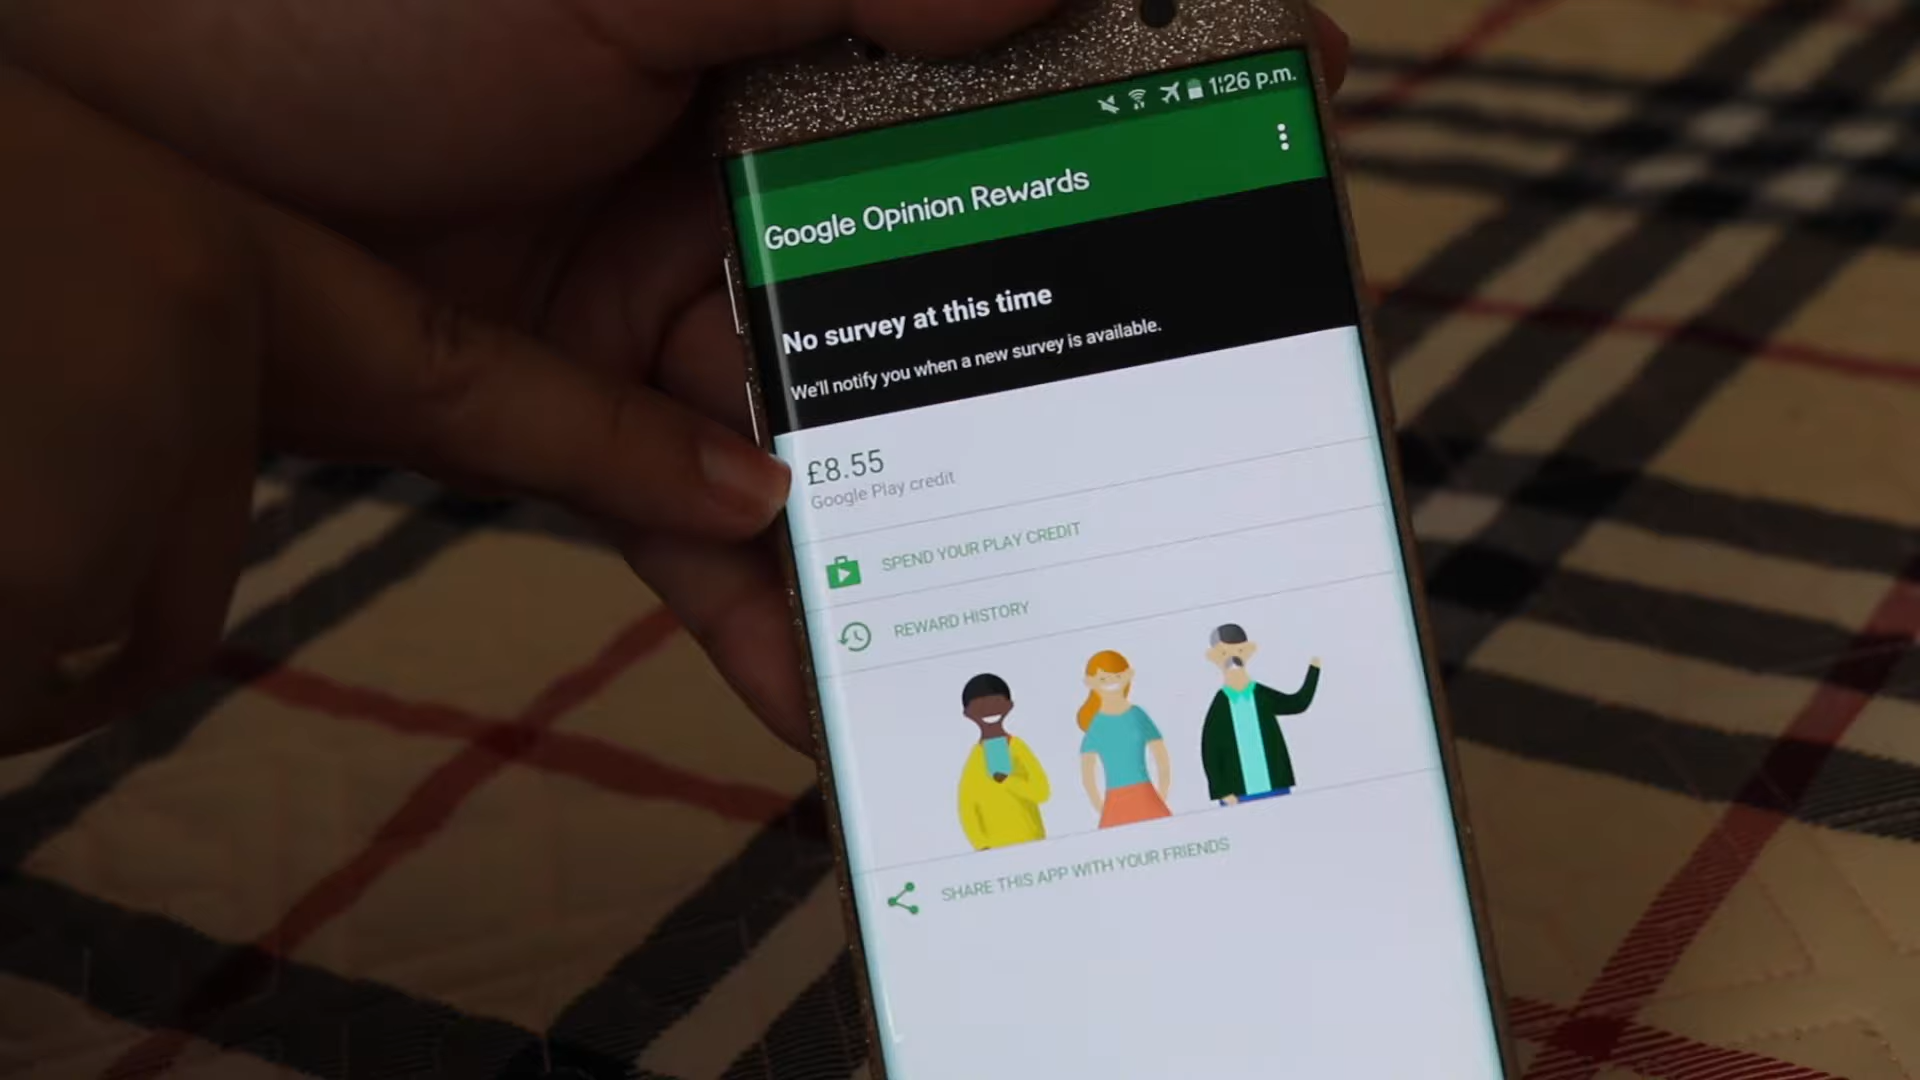 1:26 p.m.
Google Opinion Rewards
No survey at this time
We'll notify you when a new survey is available.
£8.55
Google Play credit
SPEND YOUR PLAY CREDIT
REWARD HISTORY
SHARE THIS APP WITH YOUR FRIENDS